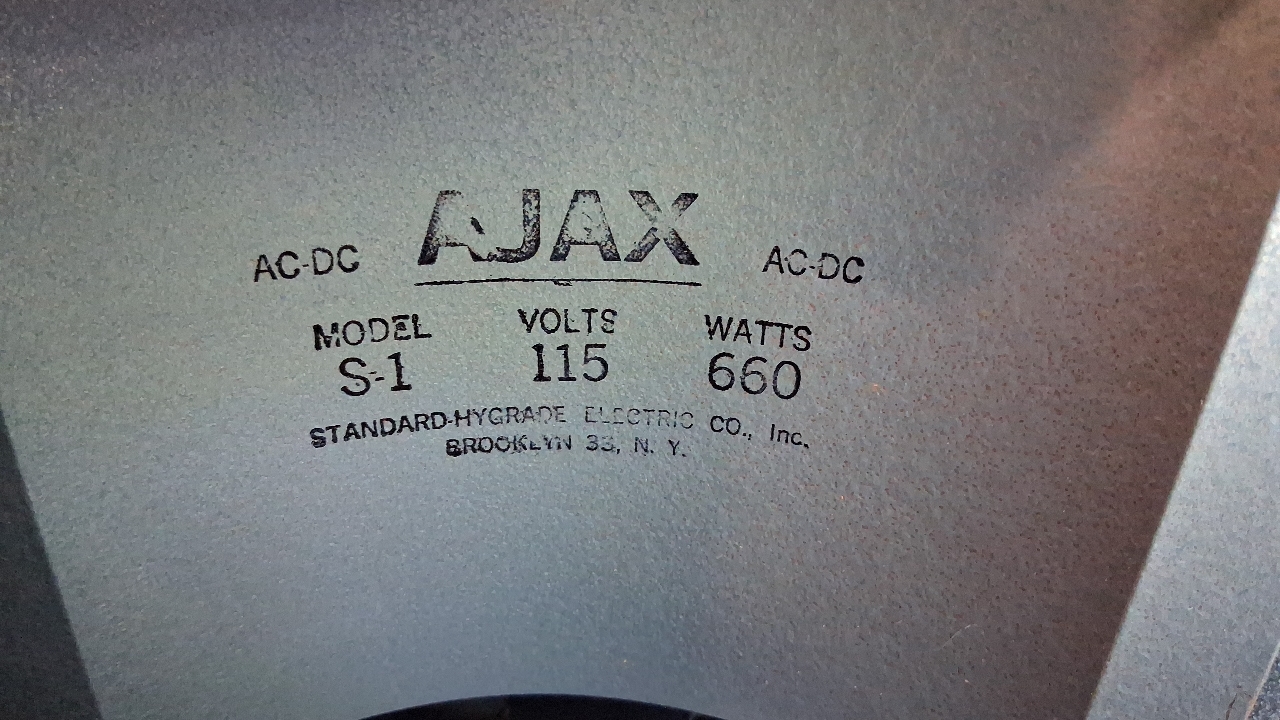 AJAX
AC-DC AC-DC
MODEL VOLTS WATTS
S-1 115 660
STANDARD-HYGRADE ELECTRIC CO., Inc.
BROOKLYN 33, N. Y.